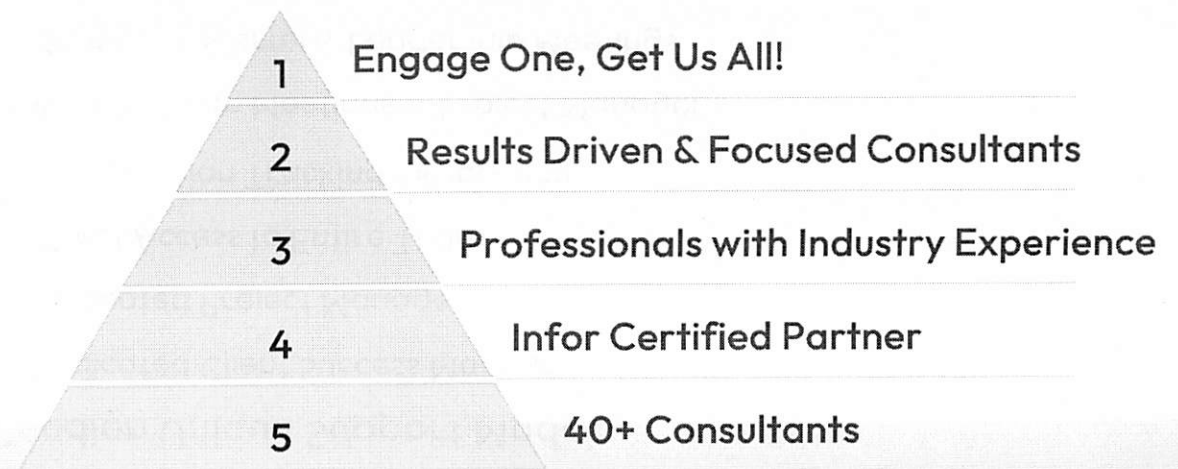 1 Engage One, Get Us All!
2 Results Driven & Focused Consultants
3 Professionals with Industry Experience
4 Infor Certified Partner
5 40+ Consultants